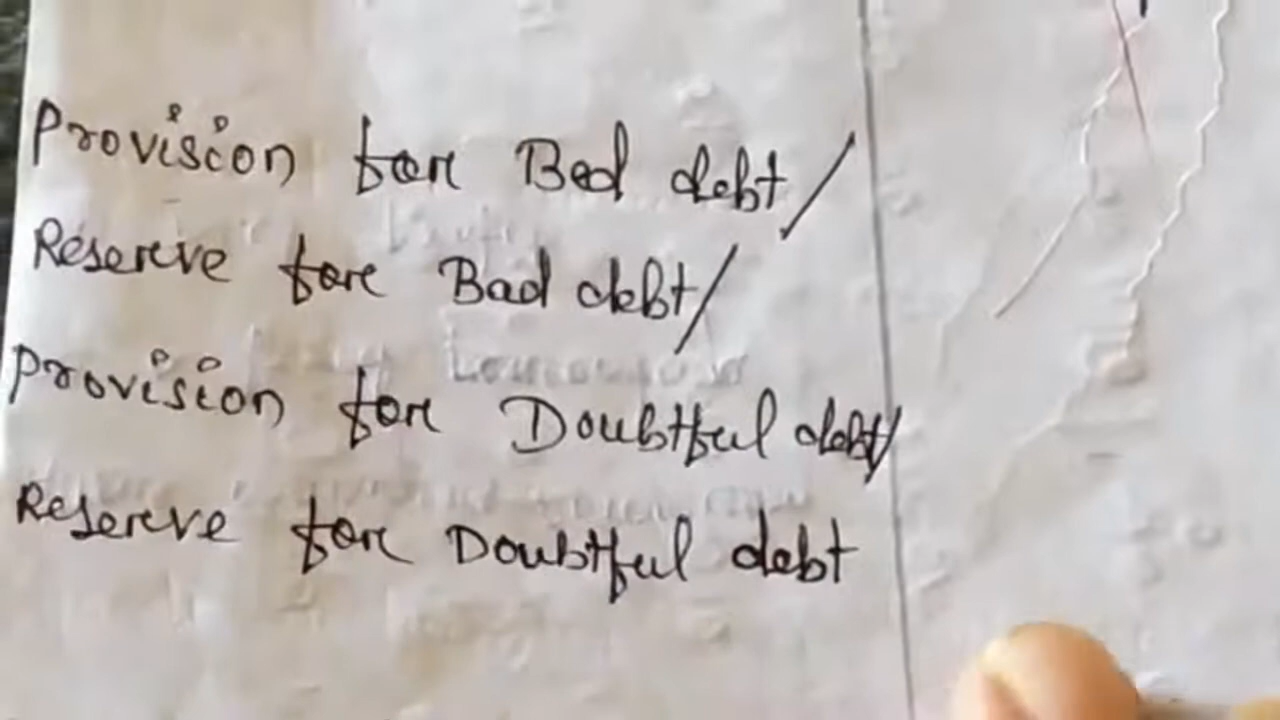 Provision for Bad debt/
Reserve for Bad debt/
Provision for Doubtful debt/
Reserve for Doubtful debt